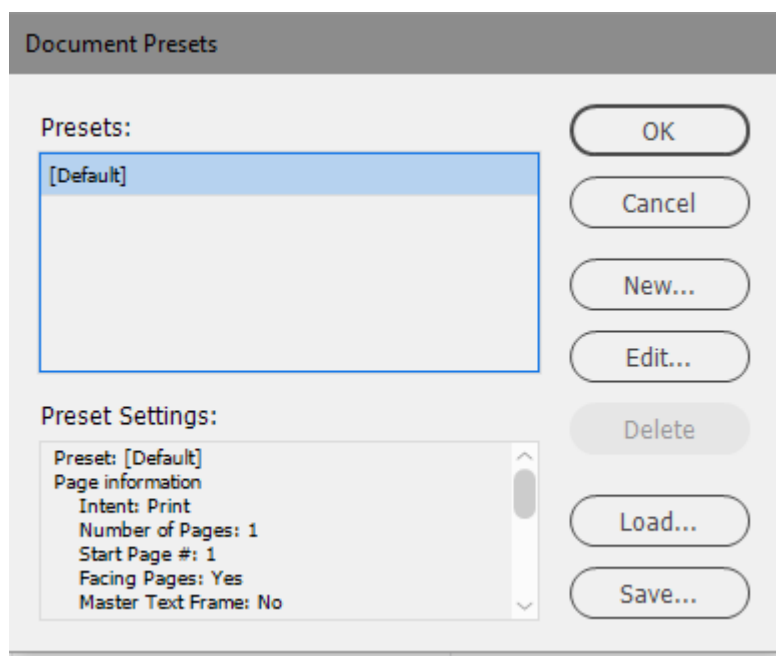 Document Presets
Presets:
[Default]
OK
Cancel
New...
Edit...
Delete
Preset Settings:
Preset: [Default]
Page information
Intent: Print
Number of Pages: 1
Start Page #: 1
Facing Pages: Yes
Master Text Frame: No
Load...
Save...